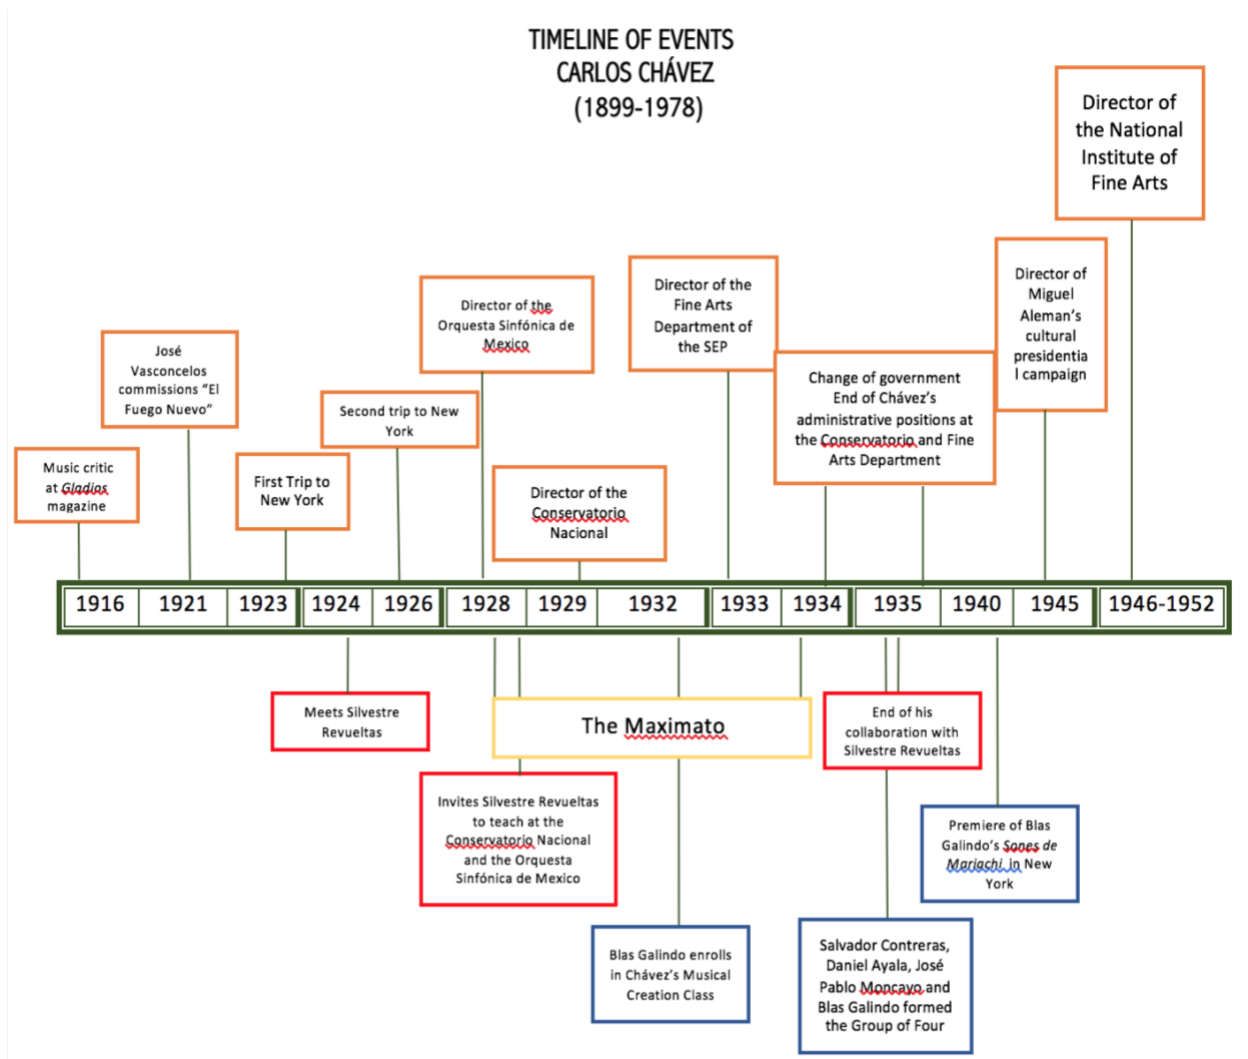 TIMELINE OF EVENTS
CARLOS CHÁVEZ
(1899-1978)
Director of
the National
Institute of
Fine Arts
Director of
Miguel
Aleman's
cultural
presidentia
l campaign
Director of the
Fine Arts
Department of
the SEP
Director of the
Orquesta Sinfónica de
Mexico
José
Vasconcelos
commissions "El
Fuego Nuevo"
Change of government
End of Chávez's
administrative positions at
the Conservatorio and Fine
Arts Department
Second trip to New
York
Music critic
at Gladios
magazine
First Trip to
New York
Director of the
Conservatorio
Nacional
1916 1921 1923 1924 1926 1928 1929 1932 1933 1934 1935 1940 1945 1946-1952
Meets Silvestre
Revueltas
The Maximato
End of his
collaboration with
Silvestre Revueltas
Invites Silvestre Revueltas
to teach at the
Conservatorio Nacional
and the Orquesta
Sinfónica de Mexico
Premiere of Blas
Galindo's Sones de
Mariachi, in New
York
Blas Galindo enrolls
in Chávez's Musical
Creation Class
Salvador Contreras,
Daniel Ayala, José
Pablo Moncayo and
Blas Galindo formed
the Group of Four